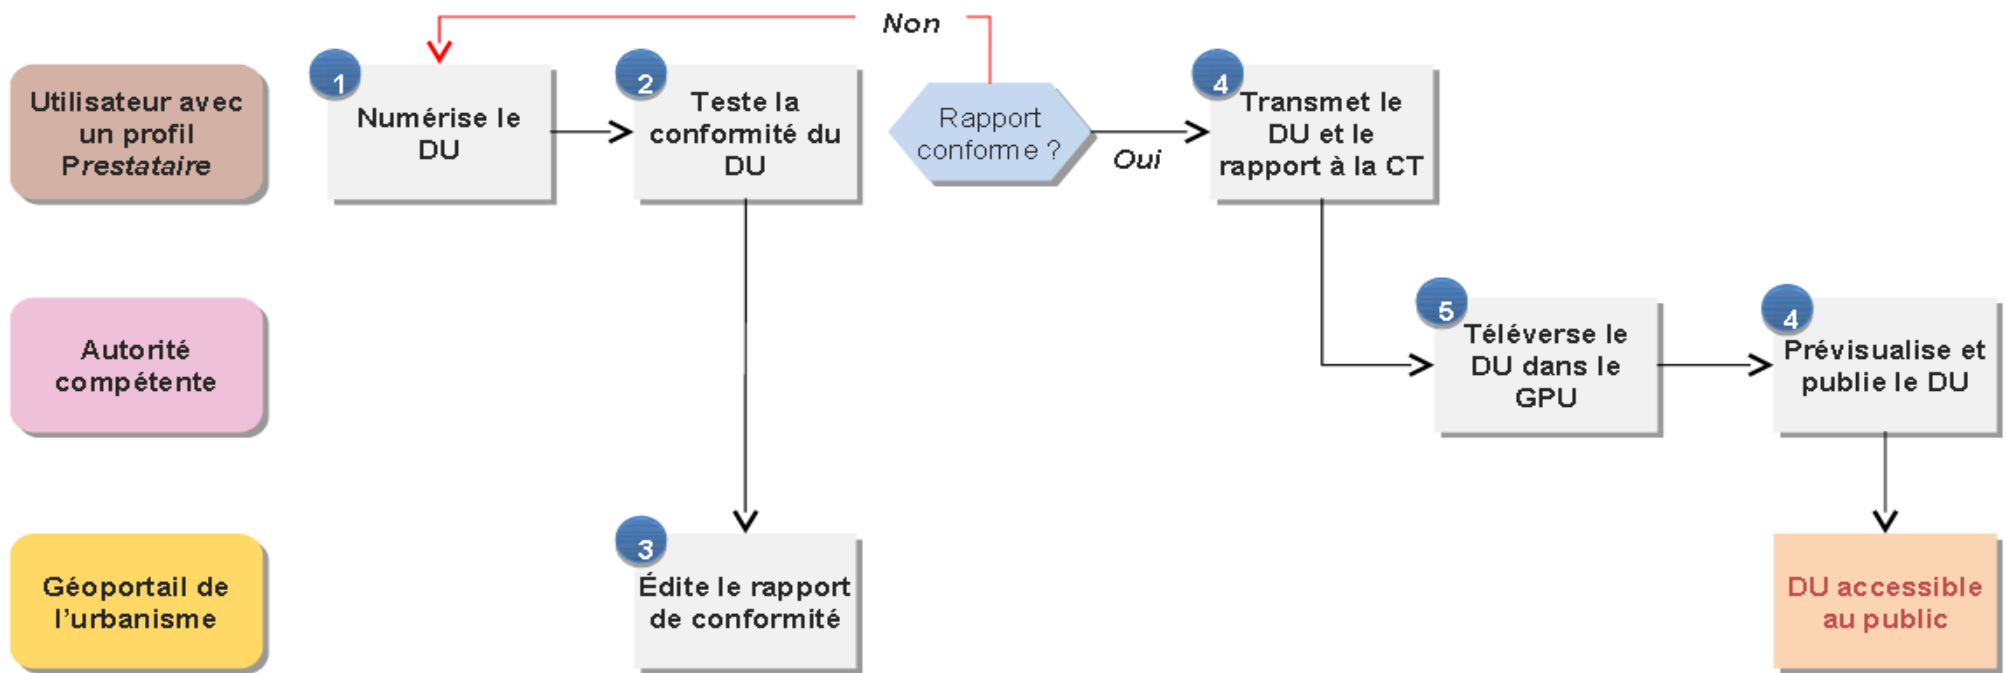 Non
Utilisateur avec
un profil
Prestataire
1
Numérise le
DU
2
Teste la
conformité du
DU
Rapport
conforme ?
Oui
4
Transmet le
DU et le
rapport à la CT
Autorité
compétente
5
Téléverse le
DU dans le
GPU
4
Prévisualise et
publie le DU
Géoportail de
l'urbanisme
3
Édite le rapport
de conformité
DU accessible
au public